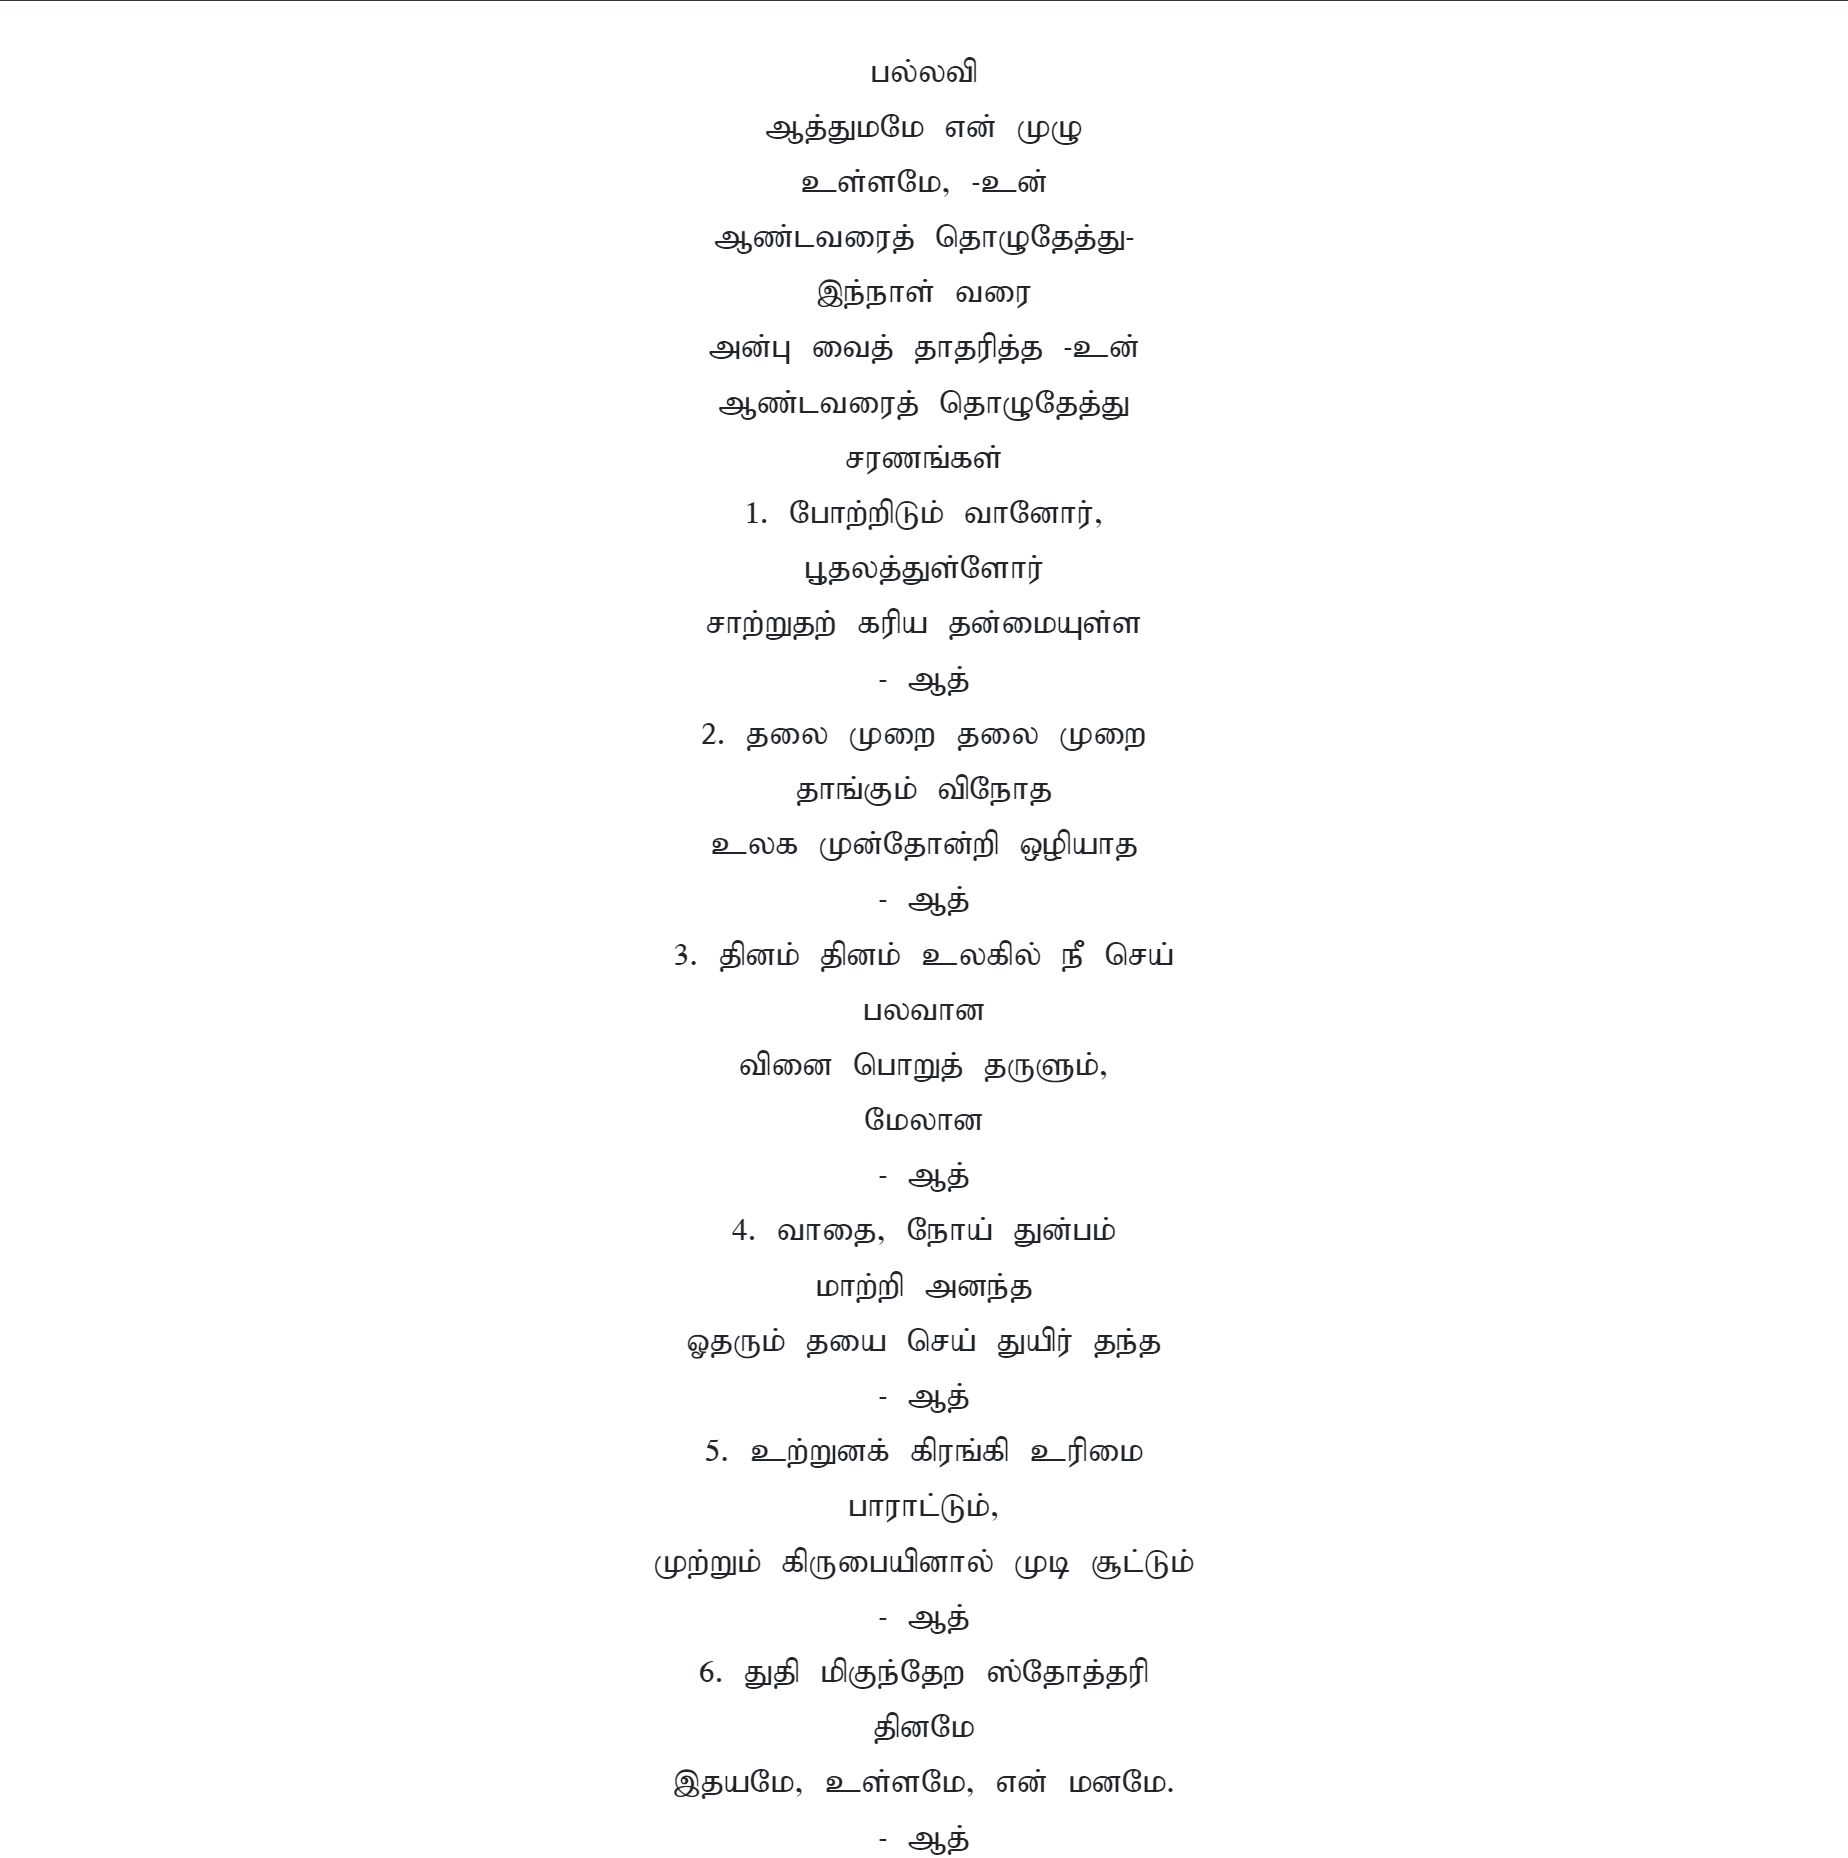 பல்லவி
ஆத்துமமே என் முழு
உள்ளமே, -உன்
ஆண்டவரைத் தொழுதேத்து-
இந்நாள் வரை
அன்பு வைத் தாதரித்த -உன்
ஆண்டவரைத் தொழுதேத்து
சரணங்கள்
1. போற்றிடும் வானோர்,
பூதலத்துள்ளோர்
சாற்றுதற் கரிய தன்மையுள்ள
- ஆத்
2. தலை முறை தலை முறை
தாங்கும் விநோத
உலக முன்தோன்றி ஒழியாத
- ஆத்
3. தினம் தினம் உலகில் நீ செய்
பலவான
வினை பொறுத் தருளும்,
மேலான
- ஆத்
4. வாதை, நோய் துன்பம்
மாற்றி அனந்த
ஓதரும் தயை செய் துயிர் தந்த
- ஆத்
5. உற்றுனக் கிரங்கி உரிமை
பாராட்டும்,
முற்றும் கிருபையினால் முடி சூட்டும்
- ஆத்
6. துதி மிகுந்தேற ஸ்தோத்தரி
தினமே
இதயமே, உள்ளமே, என் மனமே.
- ஆத்